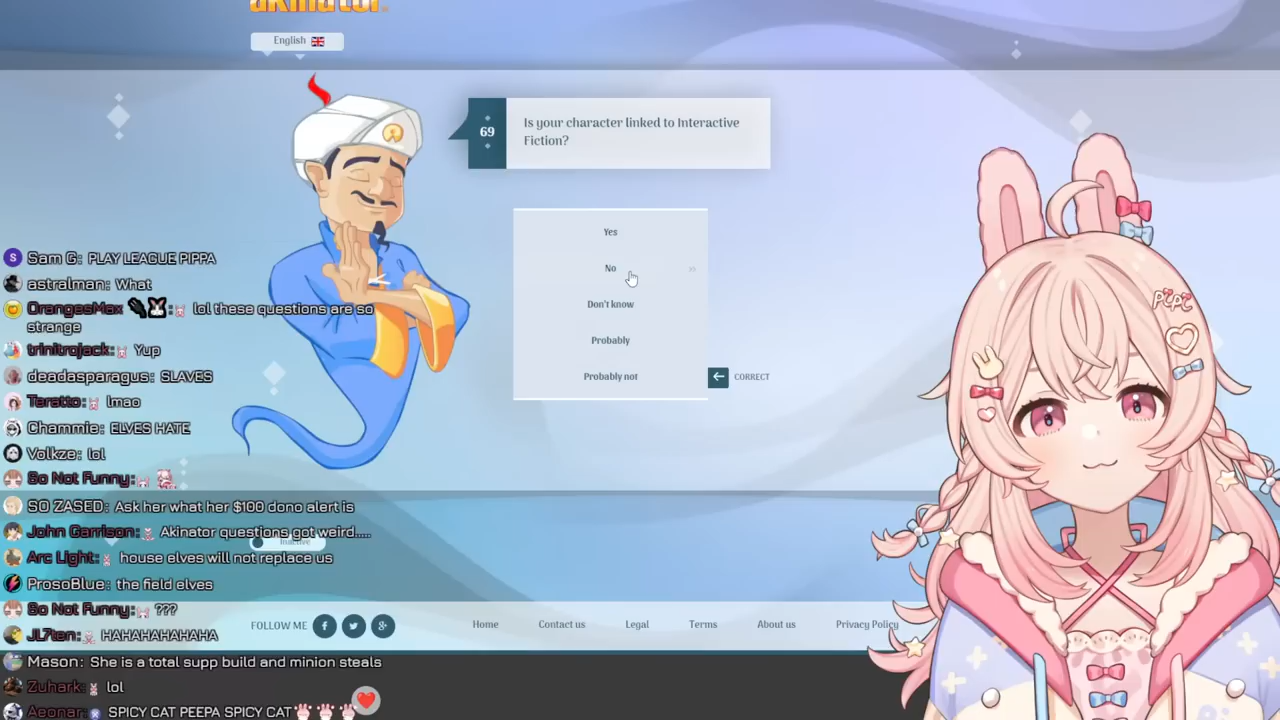 akinator.
English
69
Is your character linked to Interactive
Fiction?
Yes
No
Don't know
Probably
Probably not
CORRECT
S
Sam G: PLAY LEAGUE PIPPA
astralman: What
OrangesMax : lol these questions are so
strange
trinitrojack: Yup
deadasparagus: SLAVES
Teratto: lmao
Chammie: ELVES HATE
Volkze: lol
So Not Funny:
SO ZASED: Ask her what her $100 dono alert is
John Garrison: Akinator questions got weird.....
Inactive
Arc Light: house elves will not replace us
ProsoBlue: the field elves
So Not Funny: ???
JL7ten: HAHAHAHAHAHA
Mason: She is a total supp build and minion steals
Zuhark: lol
Aeonar: SPICY CAT PEEPA SPICY CAT
FOLLOW ME
Home
Contact us
Legal
Terms
About us
Privacy Policy